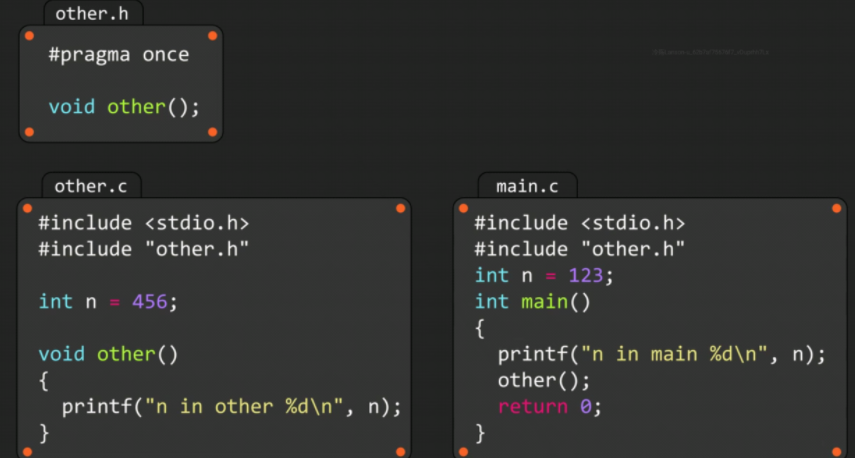 other.h
#pragma once
void other();
other.c
#include <stdio.h>
#include "other.h"
int n = 456;
void other()
{
  printf("n in other %d\n", n);
}
main.c
#include <stdio.h>
#include "other.h"
int n = 123;
int main()
{
  printf("n in main %d\n", n);
  other();
  return 0;
}